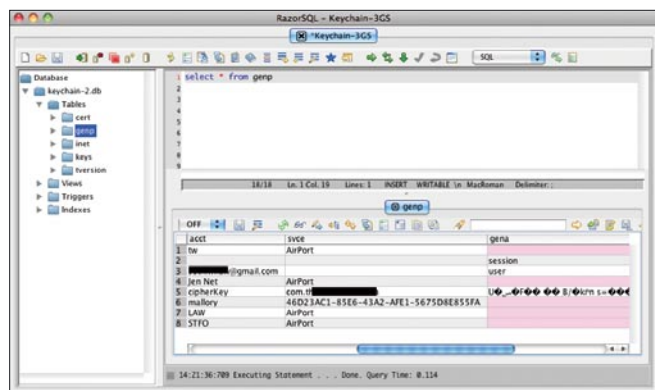 RazorSQL - Keychain-3GS
*Keychain-3GS
SQL
Database
keychain-2.db
Tables
cert
genp
inet
keys
tversion
Views
Triggers
Indexes
1 select * from genp
2
3
4
5
6
7
8
9
18/18 Ln. 1 Col. 19 Lines: 1 INSERT WRITABLE \n MacRoman Delimiter: ;
genp
OFF
acct svce gena
1 tw AirPort
2 session
3 @gmail.com user
4 Jen Net AirPort
5 cipherKey com.th
6 mallory 46D23AC1-85E6-43A2-AFE1-5675D8E855FA
7 LAW AirPort
8 STFO AirPort
14:21:36:709 Executing Statement . . . Done. Query Time: 0.114